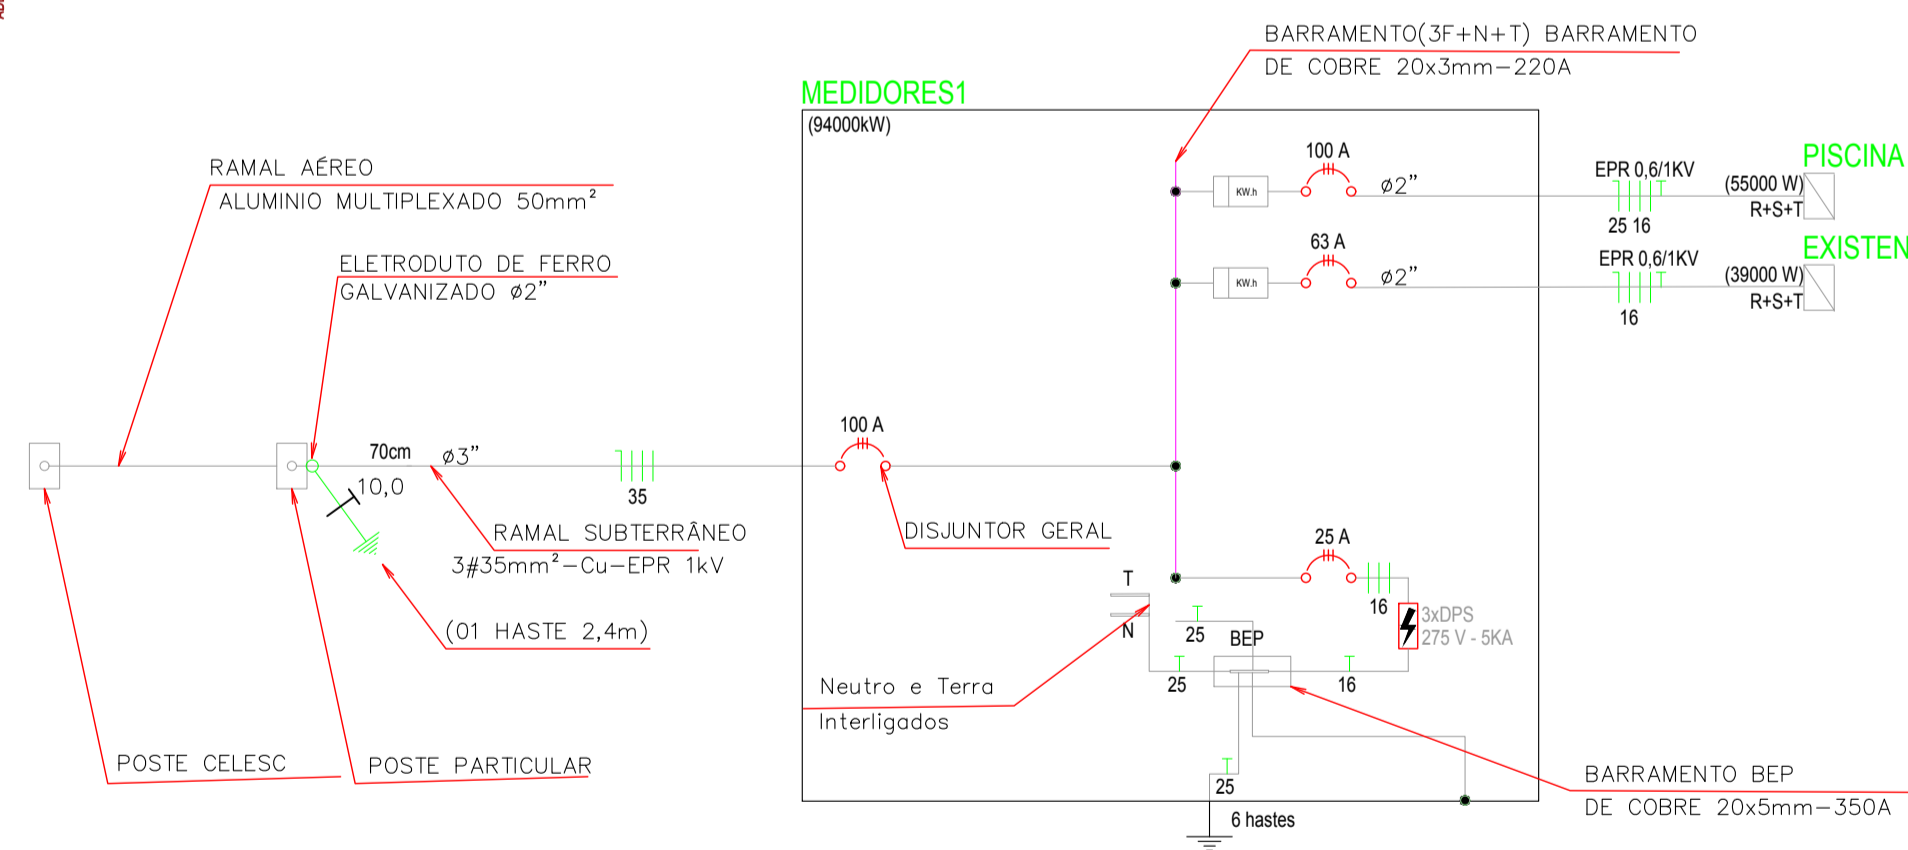 BARRAMENTO(3F+N+T) BARRAMENTO
DE COBRE 20x3mm-220A
MEDIDORES1
(94000kW)
RAMAL AÉREO
ALUMINIO MULTIPLEXADO 50mm²
ELETRODUTO DE FERRO
GALVANIZADO ø2”
100 A
KW.h
ø2”
EPR 0,6/1KV
25 16
(55000 W)
R+S+T
PISCINA
63 A
KW.h
ø2”
EPR 0,6/1KV
16
(39000 W)
R+S+T
EXISTEN
70cm
ø3”
10,0
35
100 A
RAMAL SUBTERRÂNEO
3#35mm²-Cu-EPR 1kV
DISJUNTOR GERAL
(01 HASTE 2,4m)
25 A
16
3xDPS
275 V - 5KA
T
N
25
BEP
25
16
Neutro e Terra
Interligados
POSTE CELESC
POSTE PARTICULAR
25
6 hastes
BARRAMENTO BEP
DE COBRE 20x5mm-350A